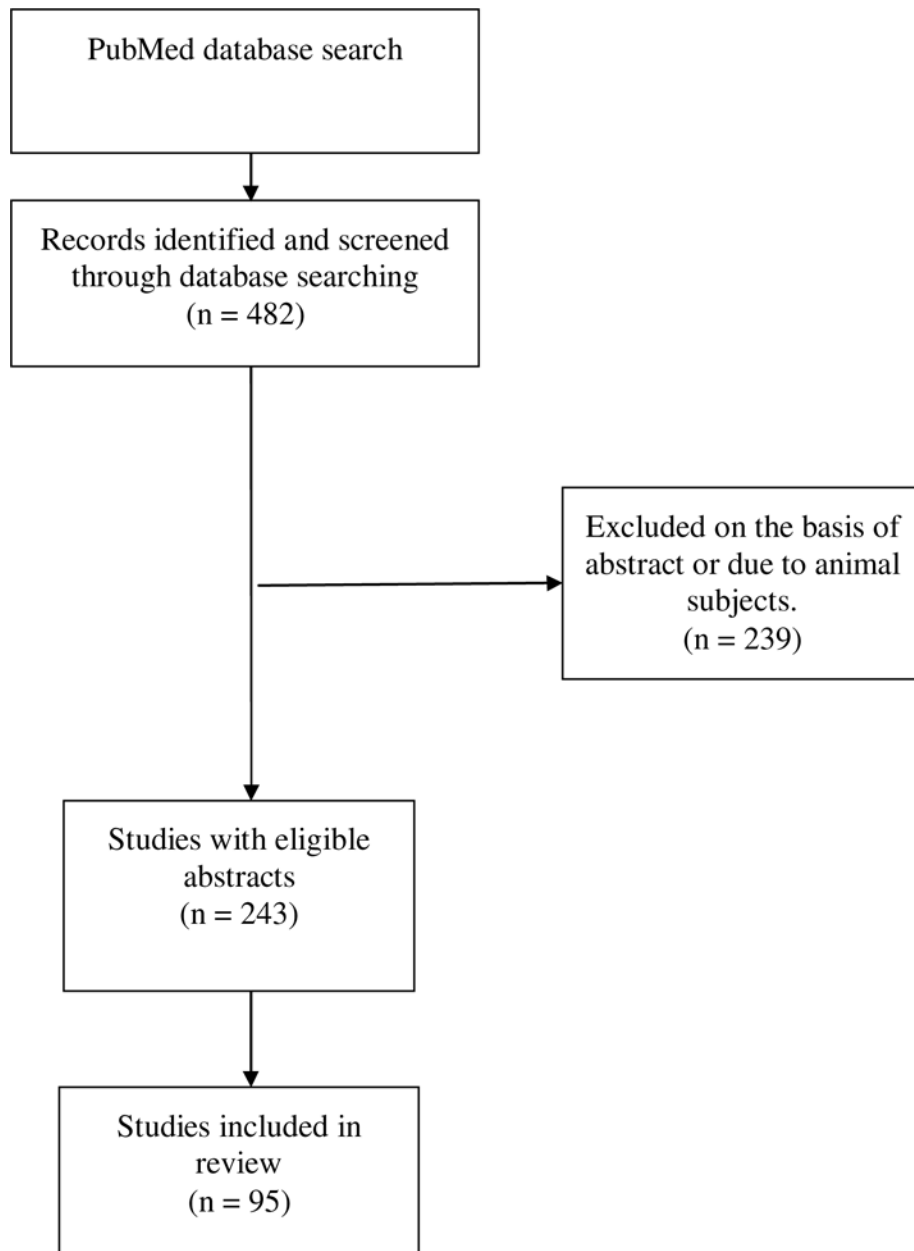 PubMed database search
Records identified and screened
through database searching
(n = 482)
Excluded on the basis of
abstract or due to animal
subjects.
(n = 239)
Studies with eligible
abstracts
(n = 243)
Studies included in
review
(n = 95)